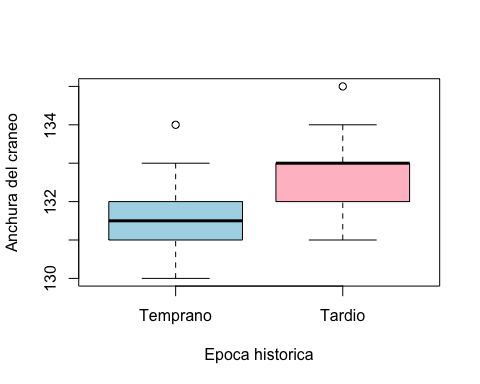 Anchura del craneo
134
132
130
Temprano Tardio
Epoca historica